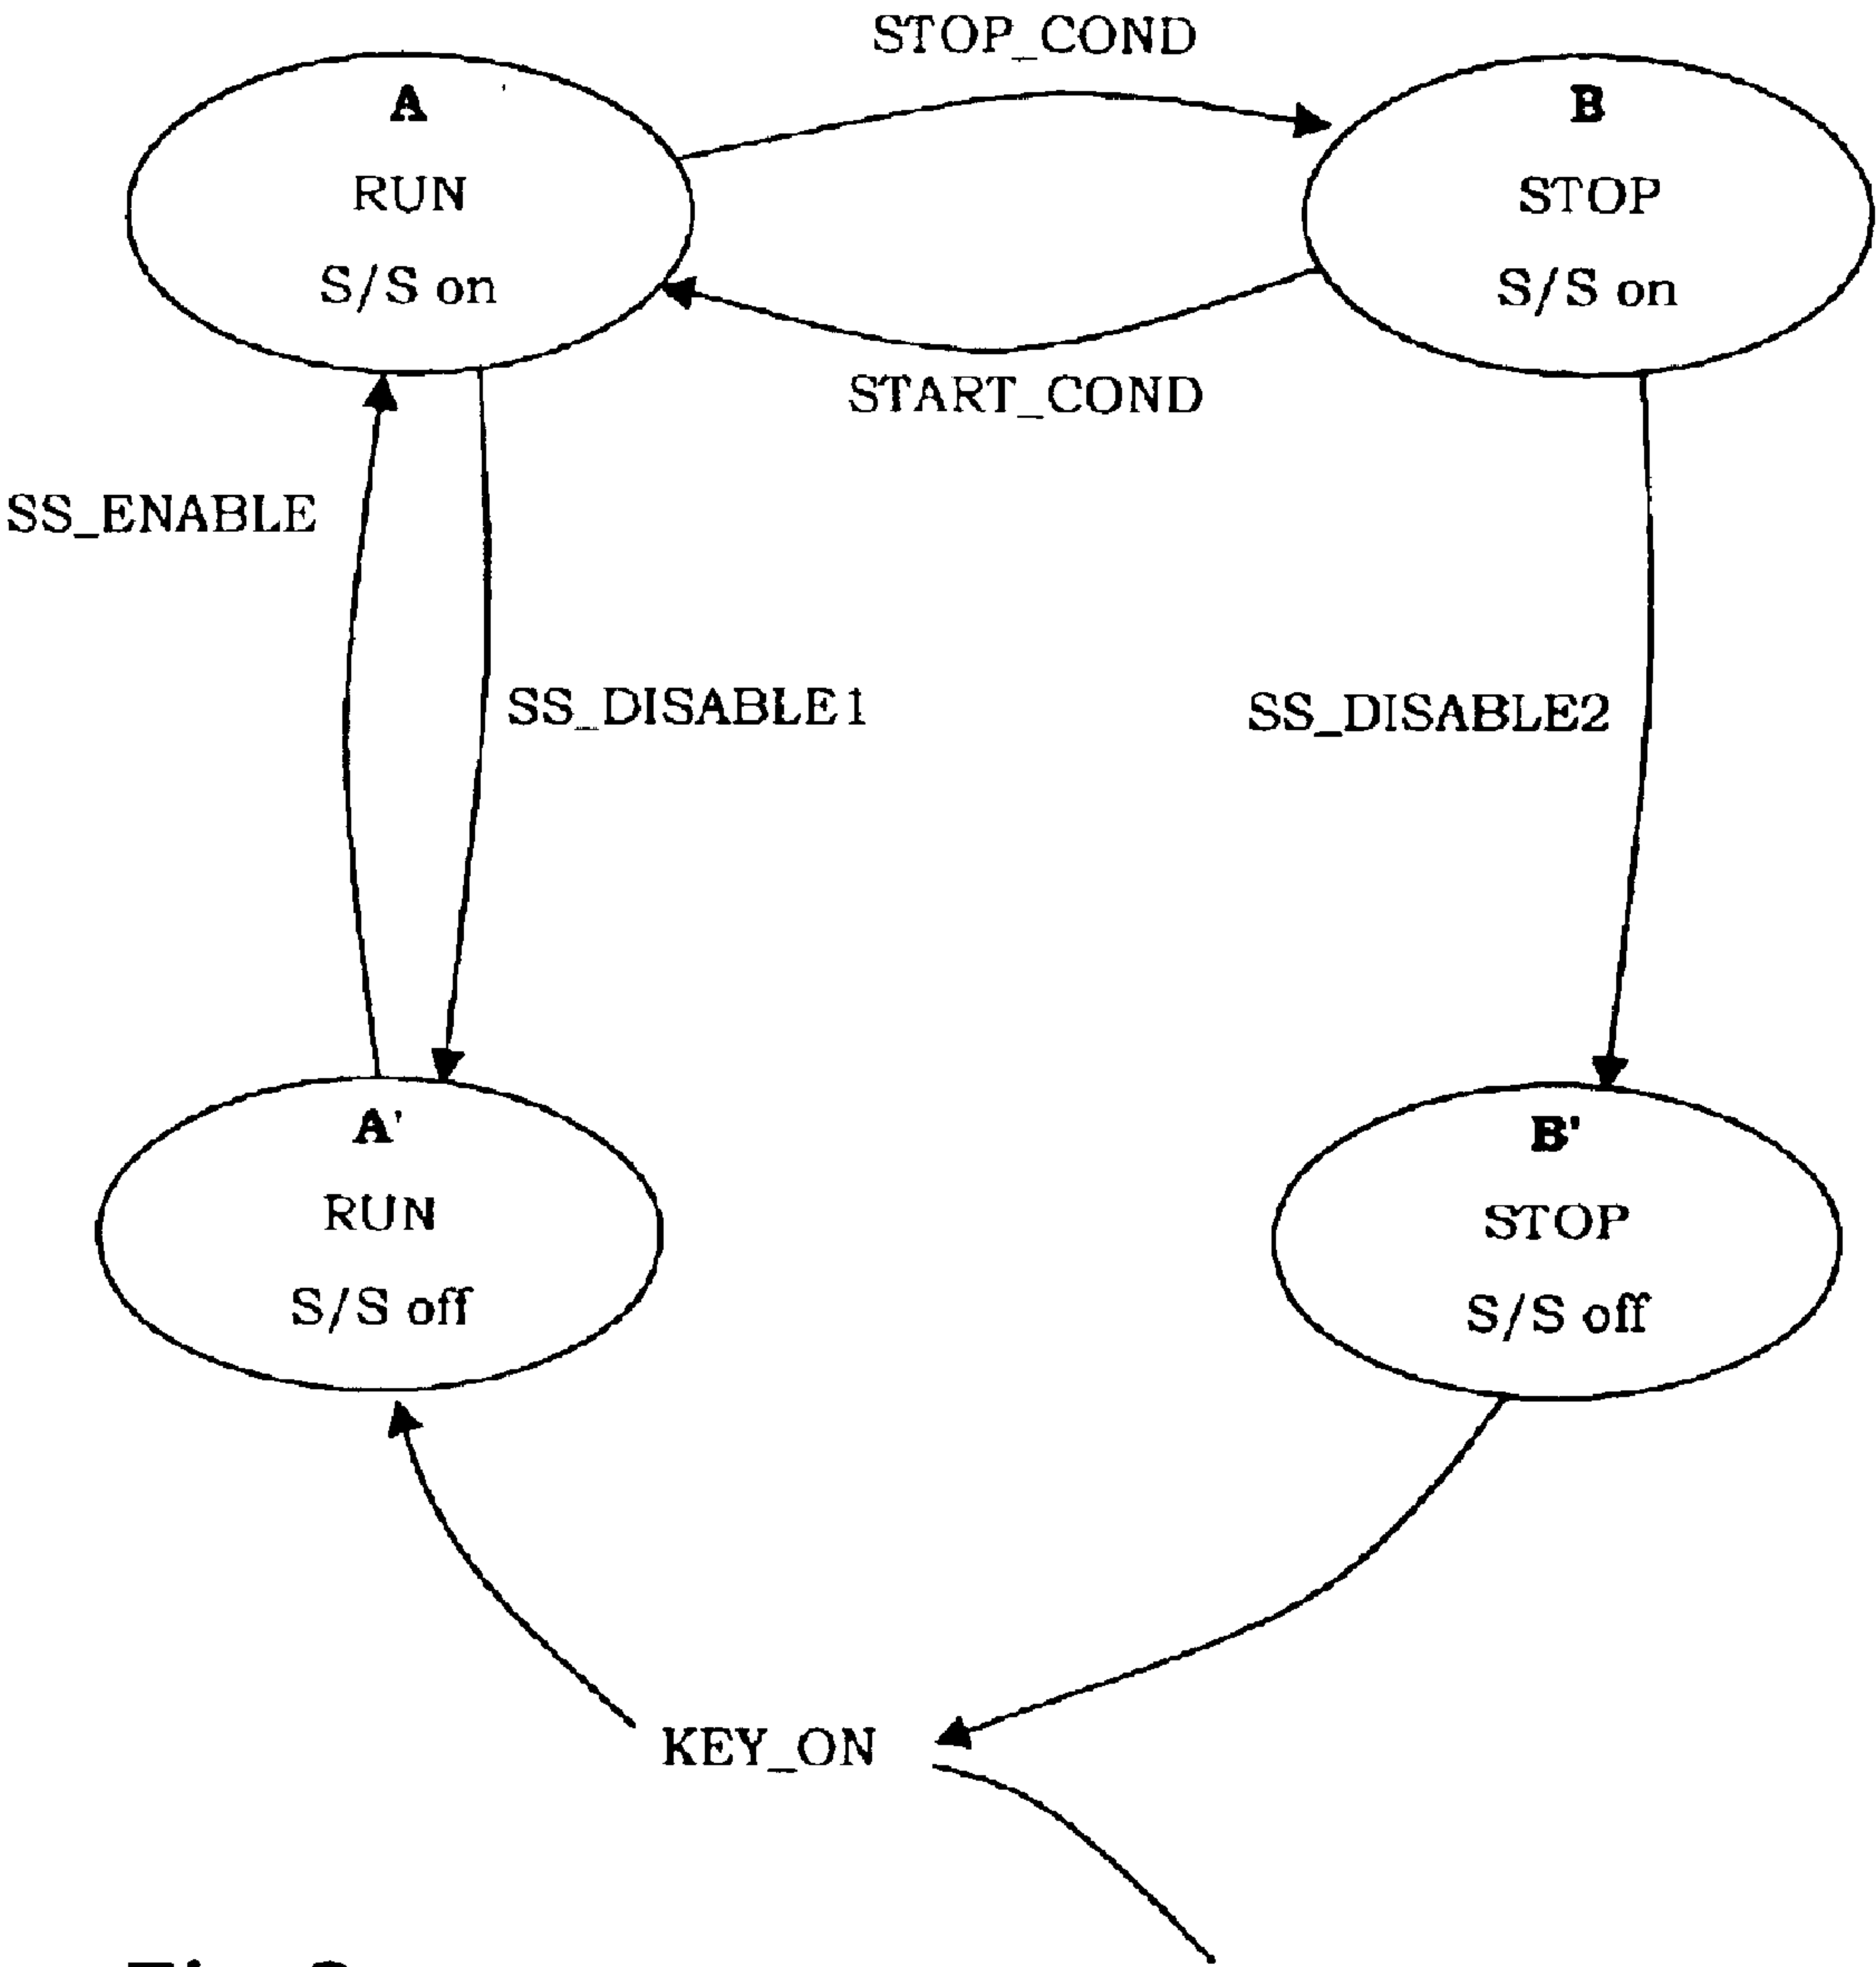 STOP_COND
A
RUN
S/S on
B
STOP
S/S on
START_COND
SS_ENABLE
SS_DISABLE1
SS_DISABLE2
A'
RUN
S/S off
B'
STOP
S/S off
KEY_ON